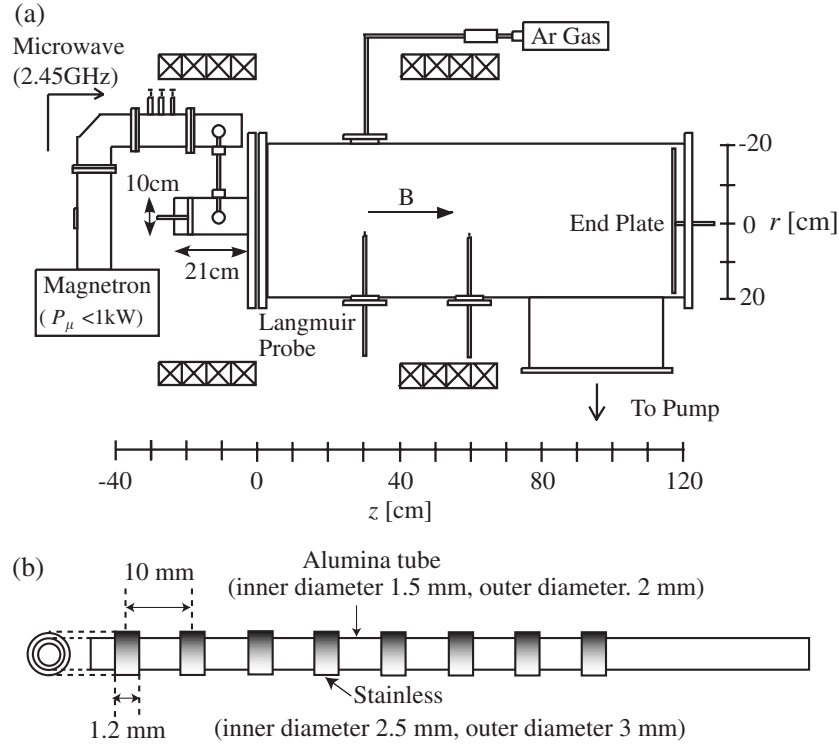 (a)
Microwave
(2.45GHz)
Ar Gas
10cm
21cm
B
End Plate
-20
0
r [cm]
20
Magnetron
( Pμ <1kW)
Langmuir
Probe
To Pump
-40
0
40
80
120
z [cm]
(b)
10 mm
Alumina tube
(inner diameter 1.5 mm, outer diameter. 2 mm)
Stainless
1.2 mm
(inner diameter 2.5 mm, outer diameter 3 mm)